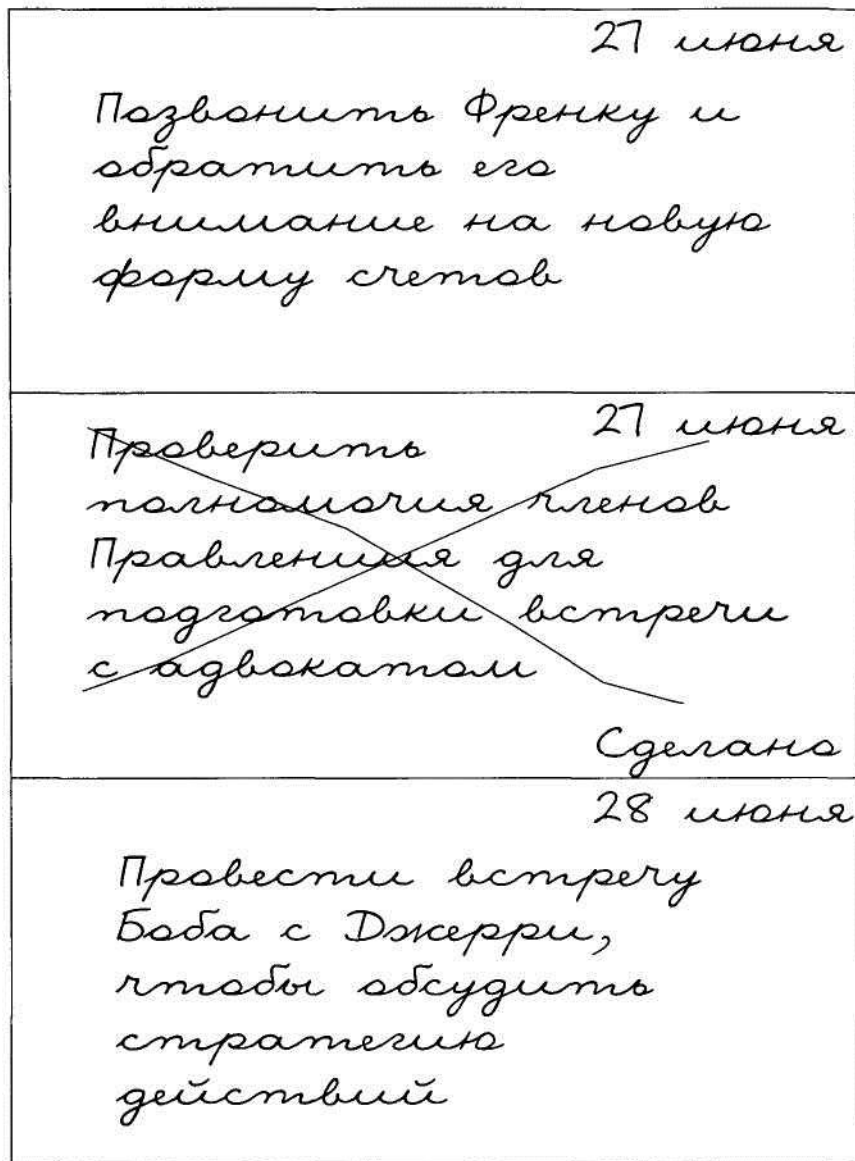 27 июня
Позвонить Френку и
обратить его
внимание на новую
форму счетов
27 июня
Проверить
полномочия членов
Правления для
подготовки встречи
с адвокатом
Сделано
28 июня
Провести встречу
Боба с Джерри,
чтобы обсудить
стратегию
действий